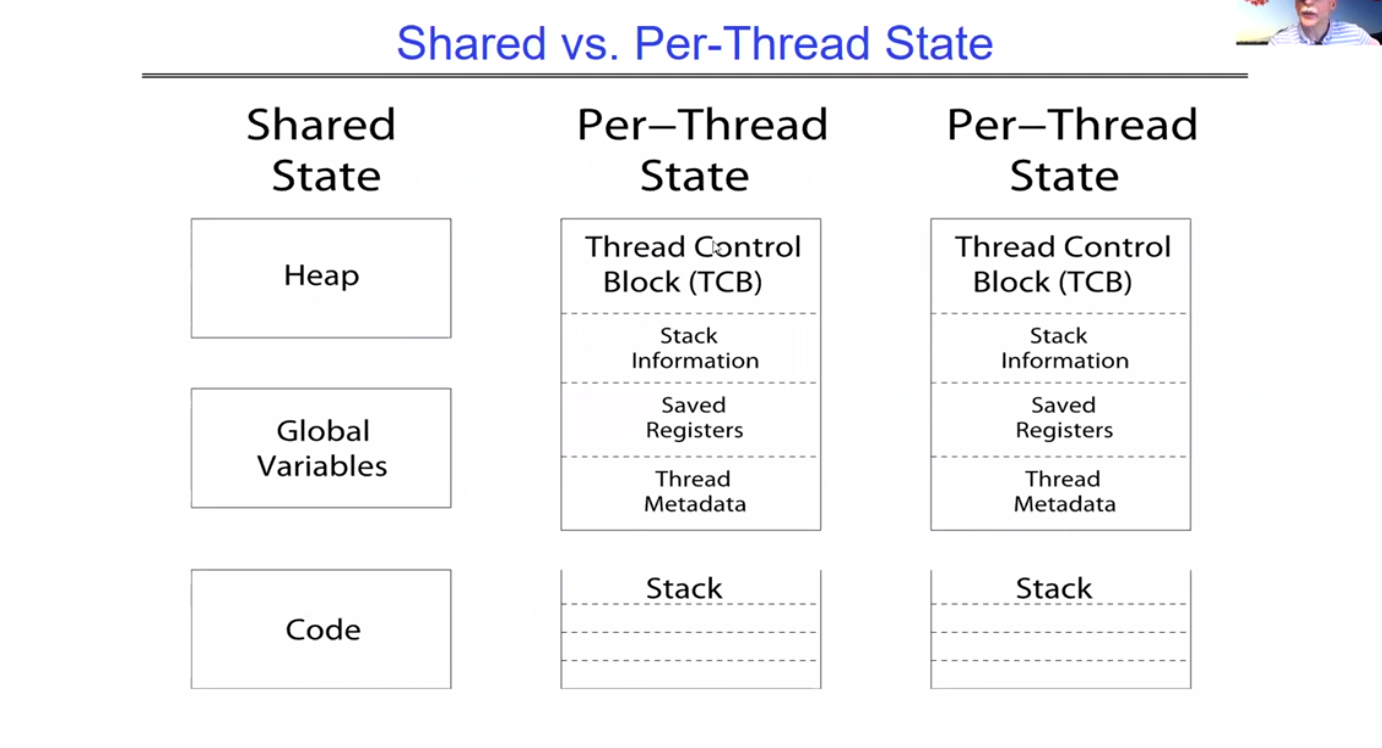 Shared vs. Per-Thread State
Shared
State
Heap
Global
Variables
Code
Per–Thread
State
Thread Control
Block (TCB)
Stack
Information
Saved
Registers
Thread
Metadata
Stack
Per–Thread
State
Thread Control
Block (TCB)
Stack
Information
Saved
Registers
Thread
Metadata
Stack